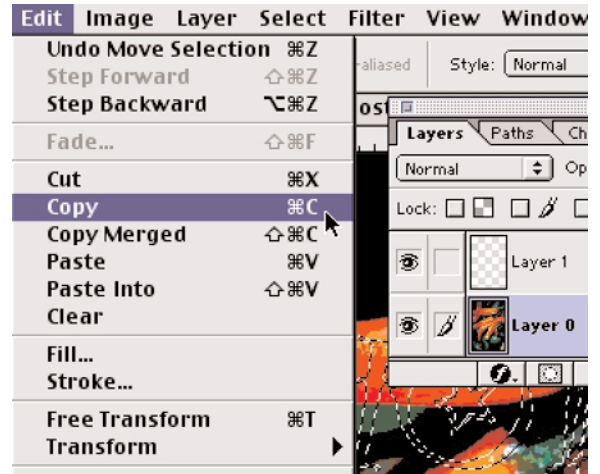 Edit Image Layer Select Filter View Window
Undo Move Selection ⌘Z
Step Forward ⇧⌘Z
Step Backward ⌥⌘Z
Fade... ⇧⌘F
Cut ⌘X
Copy ⌘C
Copy Merged ⇧⌘C
Paste ⌘V
Paste Into ⇧⌘V
Clear
Fill...
Stroke...
Free Transform ⌘T
Transform
-aliased Style: Normal
Layers Paths Ch
Normal Op
Lock:
Layer 1
Layer 0